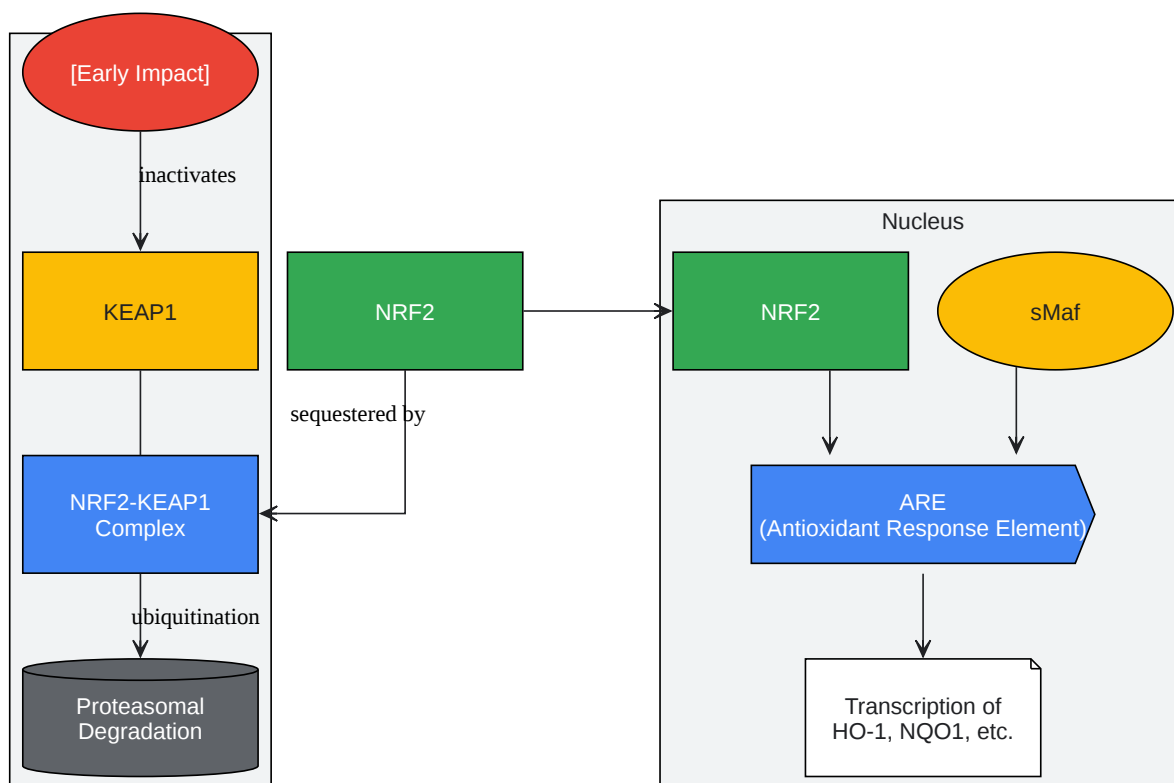 [Early Impact]
inactivates
Nucleus
KEAP1
NRF2
NRF2
sMaf
sequestered by
NRF2-KEAP1
Complex
ARE
(Antioxidant Response Element)
ubiquitination
Proteasomal
Degradation
Transcription of
HO-1, NQO1, etc.